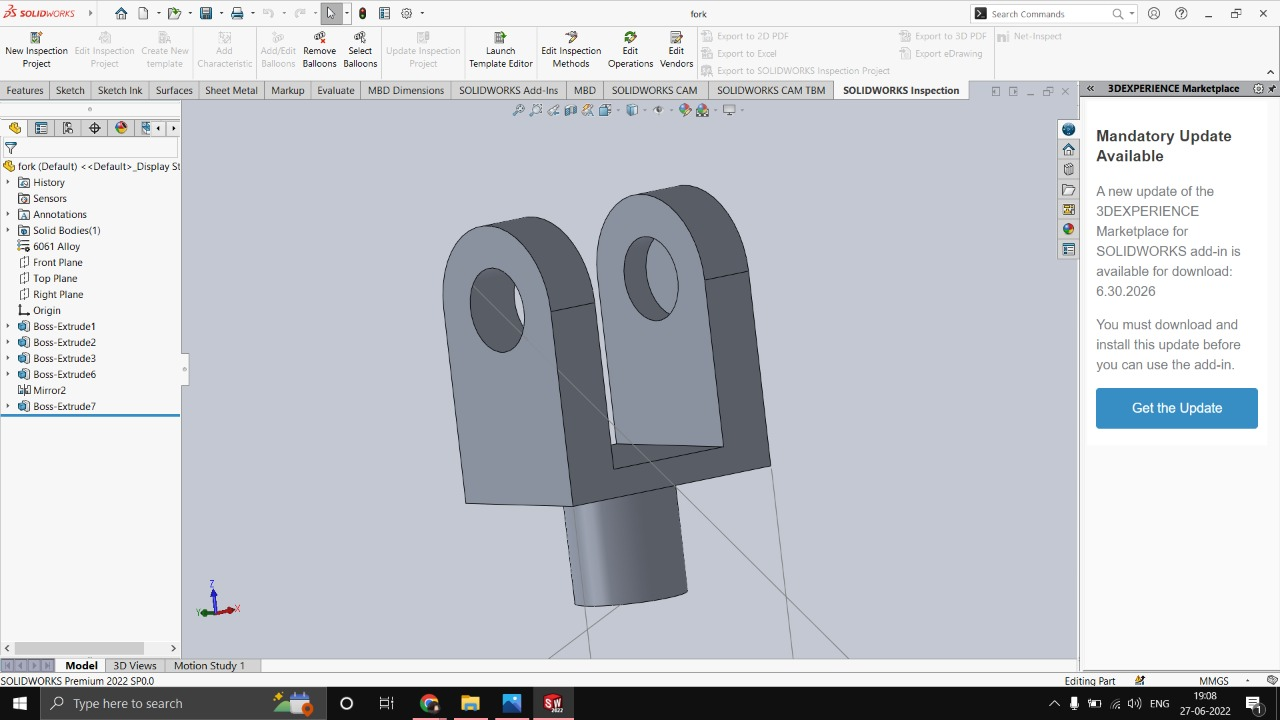 SOLIDWORKS
fork
Search Commands
New Inspection Project
Edit Inspection Project
Create New template
Add Characteristic
Add/Edit Balloons
Remove Balloons
Select Balloons
Update Inspection Project
Launch Template Editor
Edit Inspection Methods
Edit Operations
Edit Vendors
Export to 2D PDF
Export to Excel
Export to SOLIDWORKS Inspection Project
Export to 3D PDF
Export eDrawing
Net-Inspect
Features
Sketch
Sketch Ink
Surfaces
Sheet Metal
Markup
Evaluate
MBD Dimensions
SOLIDWORKS Add-Ins
MBD
SOLIDWORKS CAM
SOLIDWORKS CAM TBM
SOLIDWORKS Inspection
3DEXPERIENCE Marketplace
fork (Default) <<Default>_Display St
History
Sensors
Annotations
Solid Bodies(1)
6061 Alloy
Front Plane
Top Plane
Right Plane
Origin
Boss-Extrude1
Boss-Extrude2
Boss-Extrude3
Boss-Extrude6
Mirror2
Boss-Extrude7
Z
Y
X
Mandatory Update
Available
A new update of the
3DEXPERIENCE
Marketplace for
SOLIDWORKS add-in is
available for download:
6.30.2026
You must download and
install this update before
you can use the add-in.
Get the Update
Model
3D Views
Motion Study 1
SOLIDWORKS Premium 2022 SP0.0
Editing Part
MMGS
Type here to search
SW
2022
ENG
19:08
27-06-2022
1